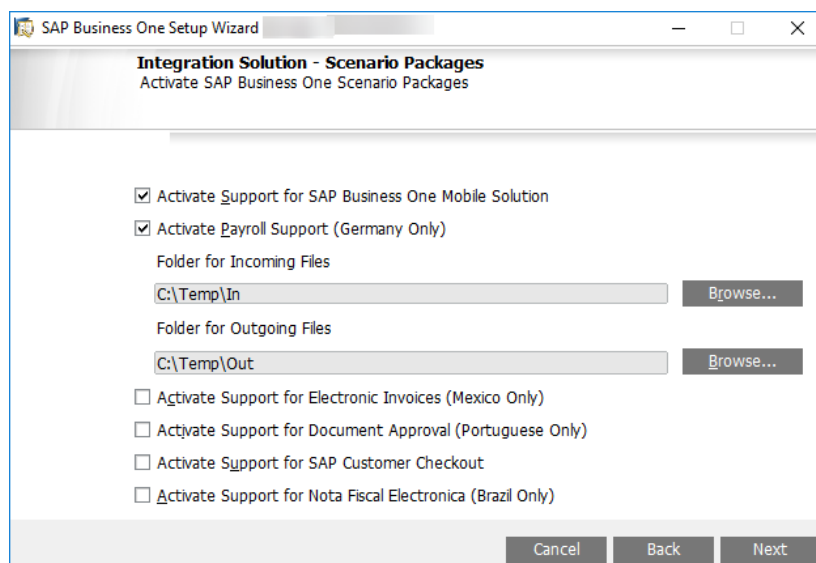 SAP Business One Setup Wizard
Integration Solution - Scenario Packages
Activate SAP Business One Scenario Packages
Activate Support for SAP Business One Mobile Solution
Activate Payroll Support (Germany Only)
Folder for Incoming Files
C:\Temp\In
Browse...
Folder for Outgoing Files
C:\Temp\Out
Browse...
Activate Support for Electronic Invoices (Mexico Only)
Activate Support for Document Approval (Portuguese Only)
Activate Support for SAP Customer Checkout
Activate Support for Nota Fiscal Electronica (Brazil Only)
Cancel Back Next